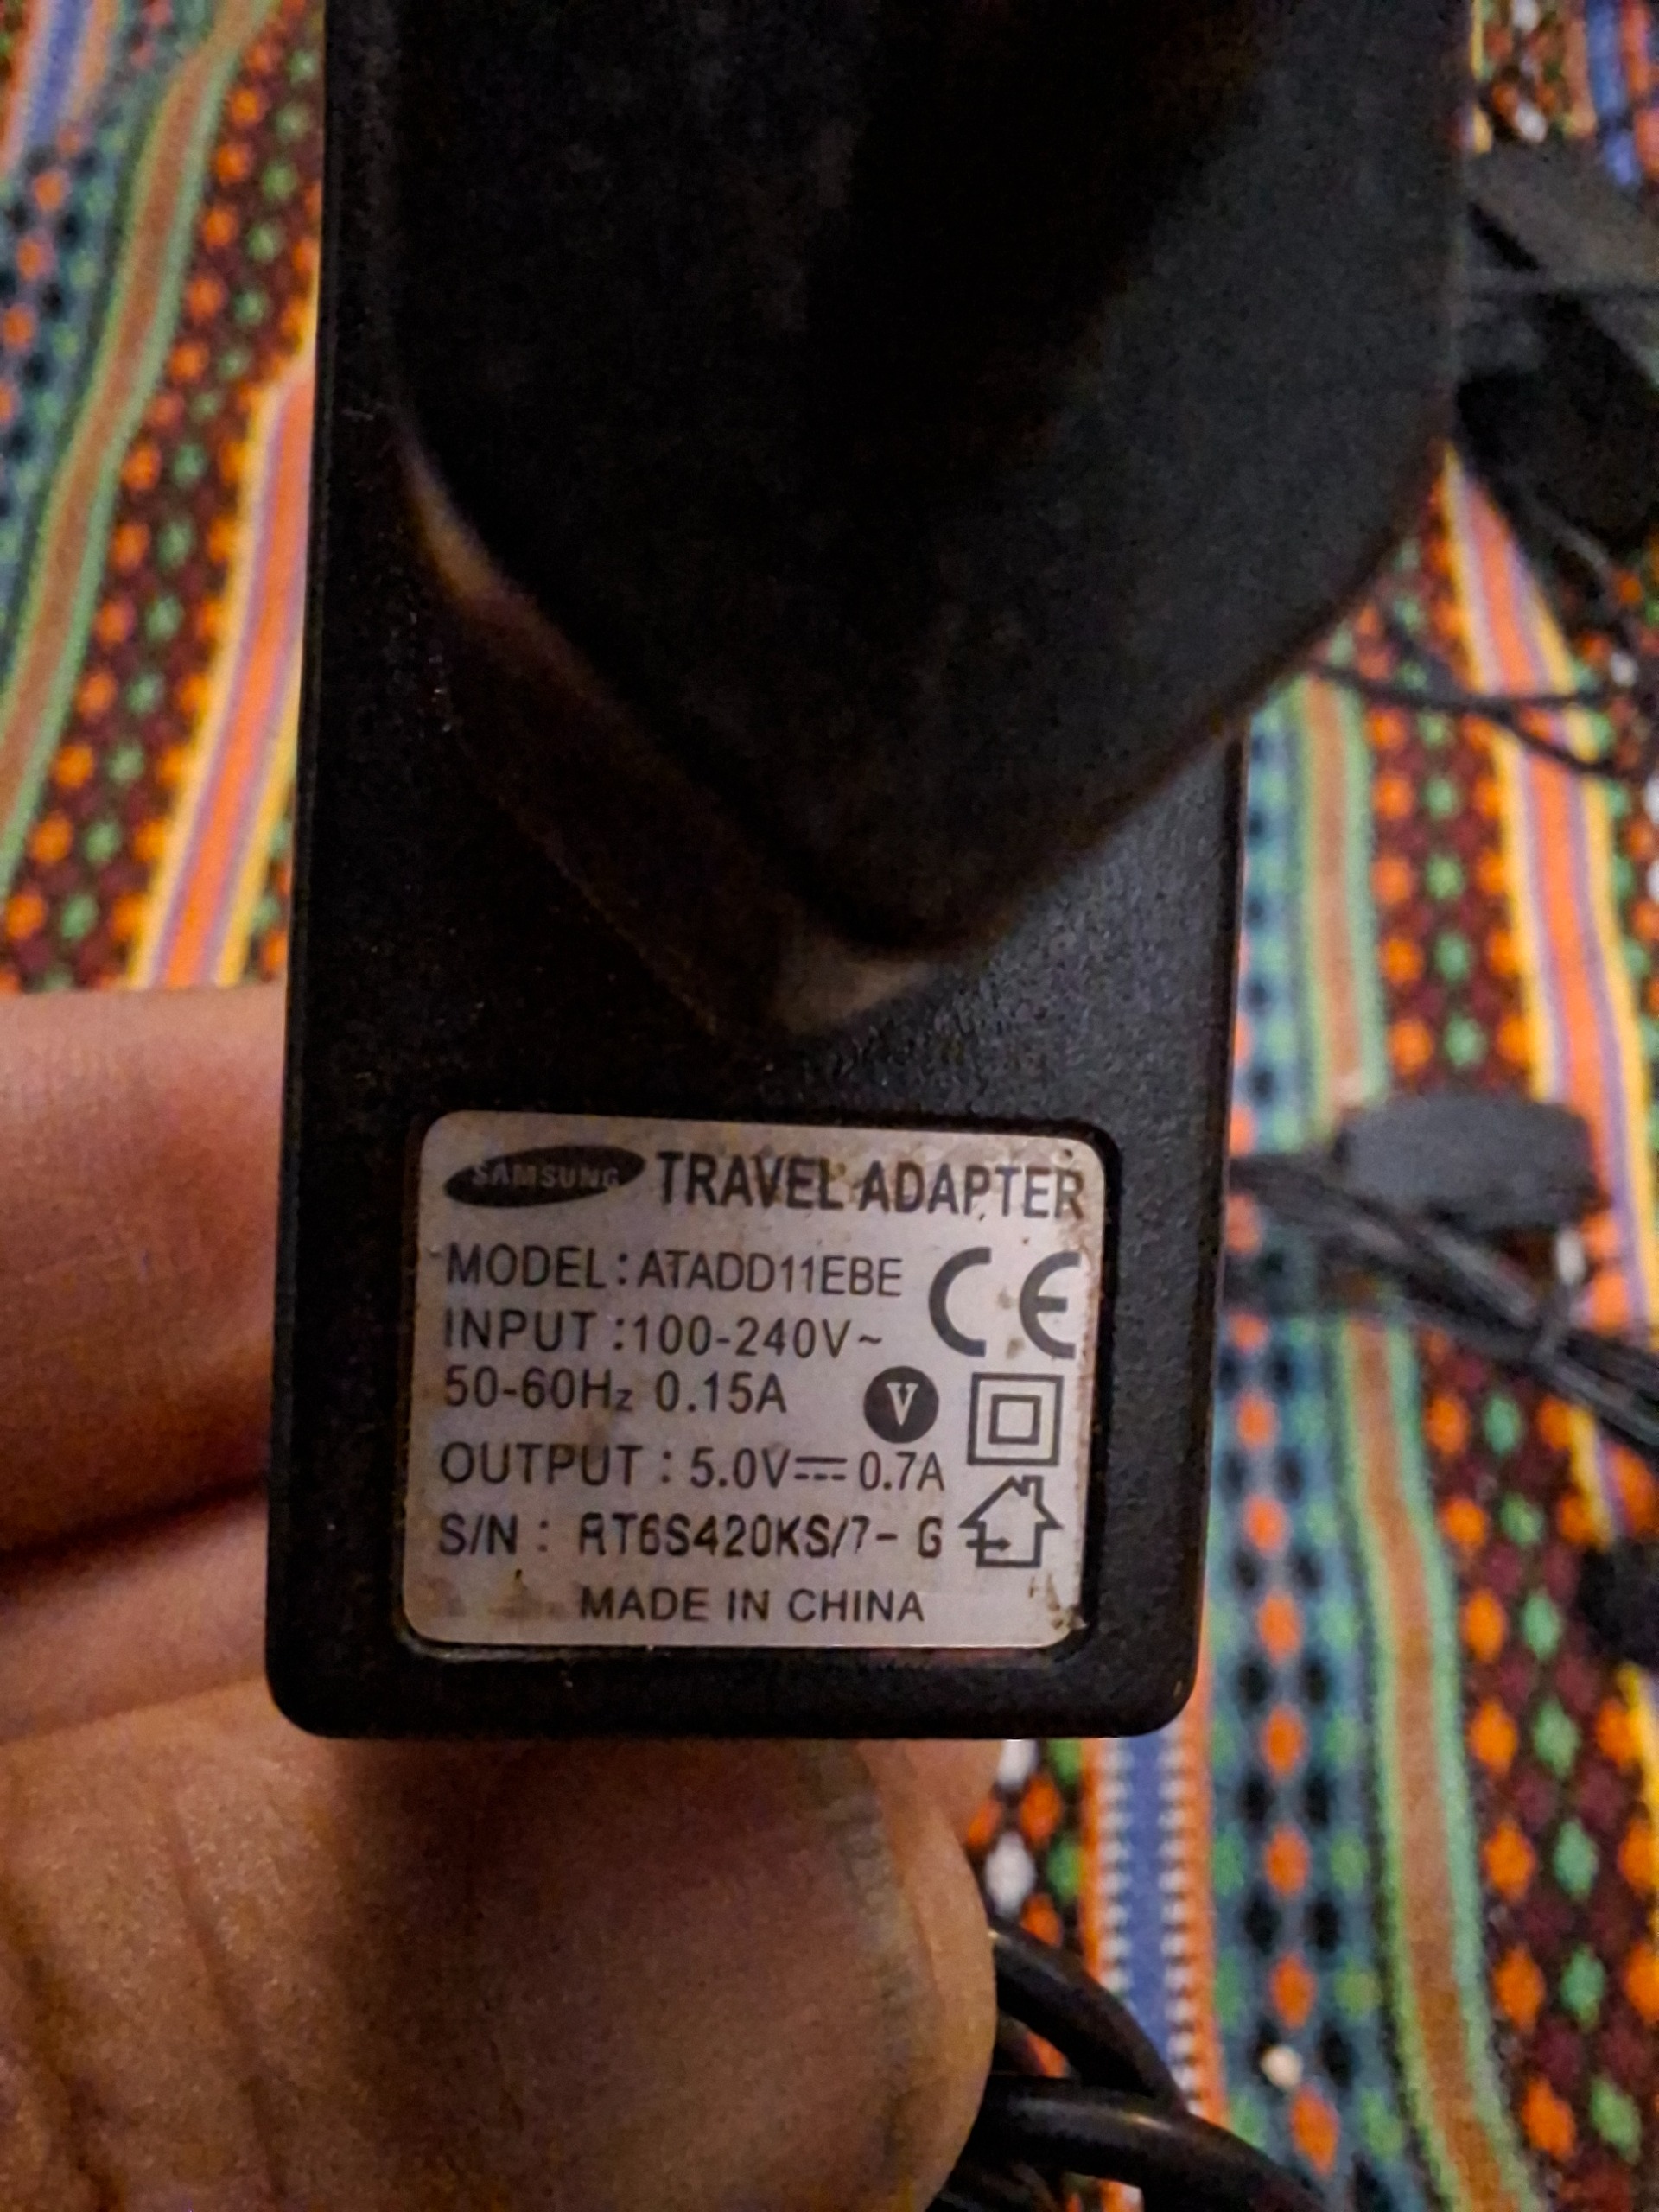 SAMSUNG TRAVEL ADAPTER
MODEL:ATADD11EBE
INPUT:100-240V~
50-60Hz 0.15A
OUTPUT: 5.0V⎓0.7A
S/N: RT6S420KS/7-G
MADE IN CHINA
CE
V